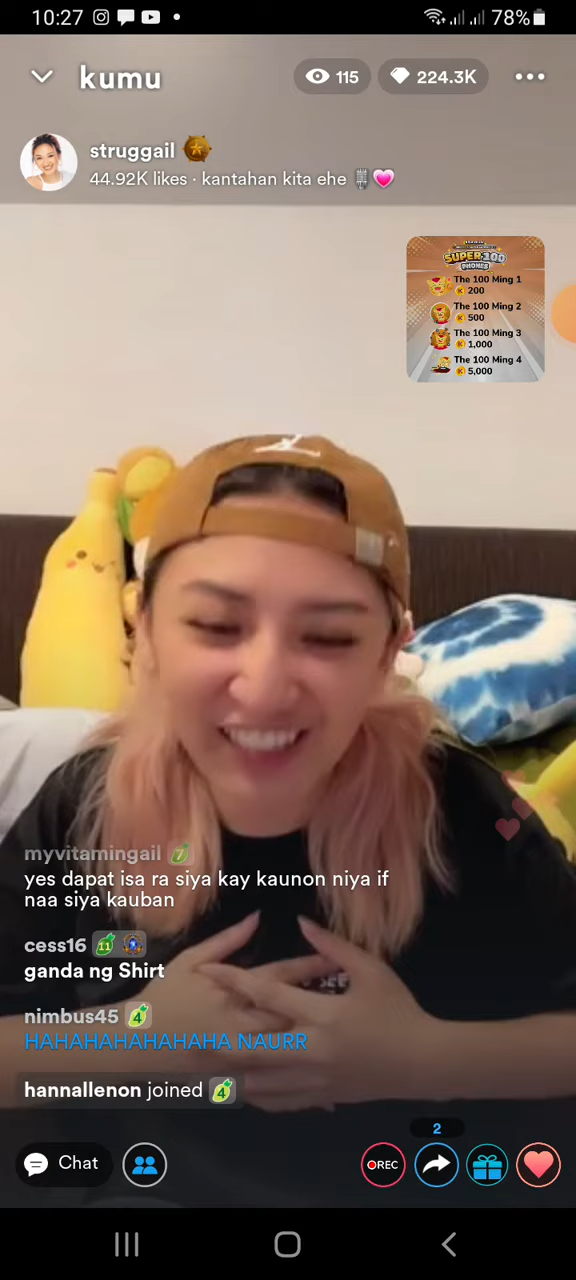 10:27
78%
kumu
115
224.3K
struggail
44.92K likes · kantahan kita ehe
SUPER 100
PHONES
The 100 Ming 1
200
The 100 Ming 2
500
The 100 Ming 3
1,000
The 100 Ming 4
5,000
myvitamingail 7
yes dapat isa ra siya kay kaunon niya if
naa siya kauban
cess16 11
ganda ng Shirt
nimbus45 4
HAHAHAHAHAHAHA NAURR
hannallenon joined 4
2
Chat
REC